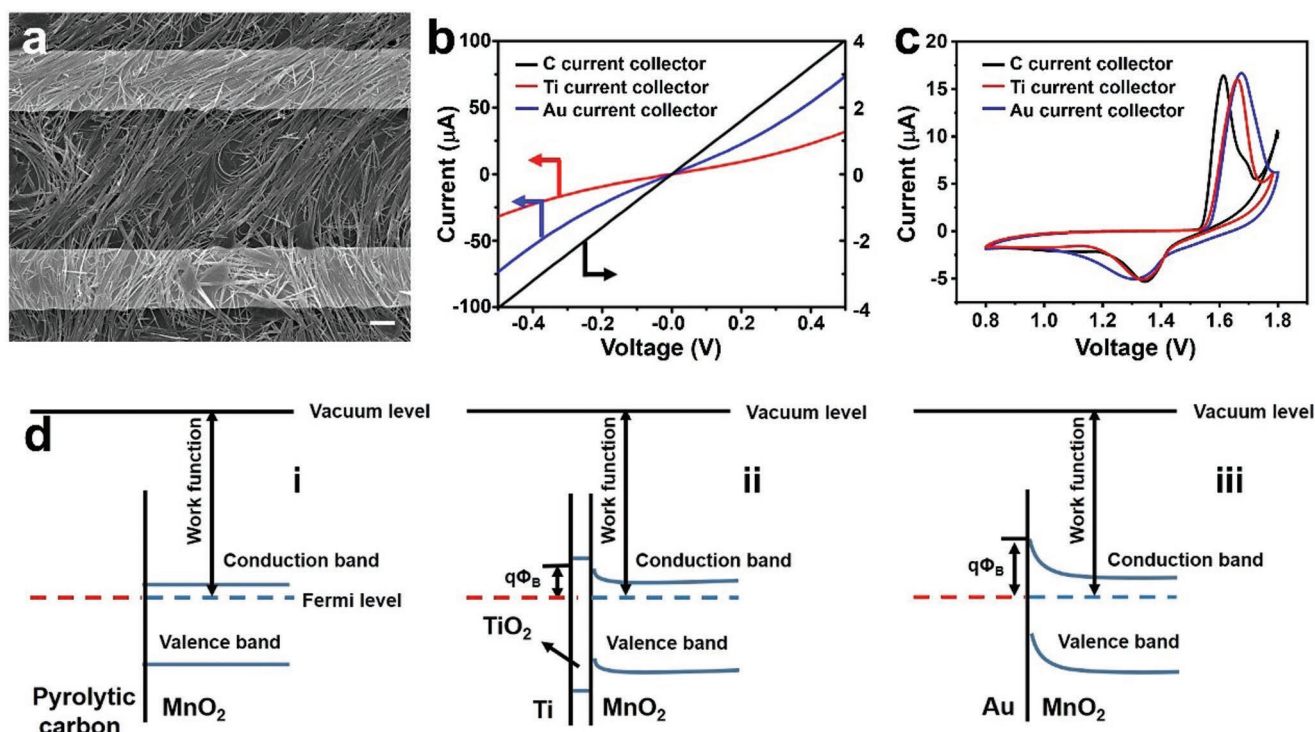 a
b
C current collector
Ti current collector
Au current collector
Current (μA)
100
50
0
-50
-100
4
2
0
-2
-4
-0.4
-0.2
-0.0
0.2
0.4
Voltage (V)
c
C current collector
Ti current collector
Au current collector
Current (μA)
20
15
10
5
0
-5
0.8
1.0
1.2
1.4
1.6
1.8
Voltage (V)
d
Vacuum level
Work function
i
Conduction band
Fermi level
Valence band
Pyrolytic
carbon
MnO₂
Vacuum level
Work function
ii
Conduction band
qΦ_B
TiO₂
Valence band
Ti
MnO₂
Vacuum level
Work function
iii
Conduction band
qΦ_B
Valence band
Au
MnO₂